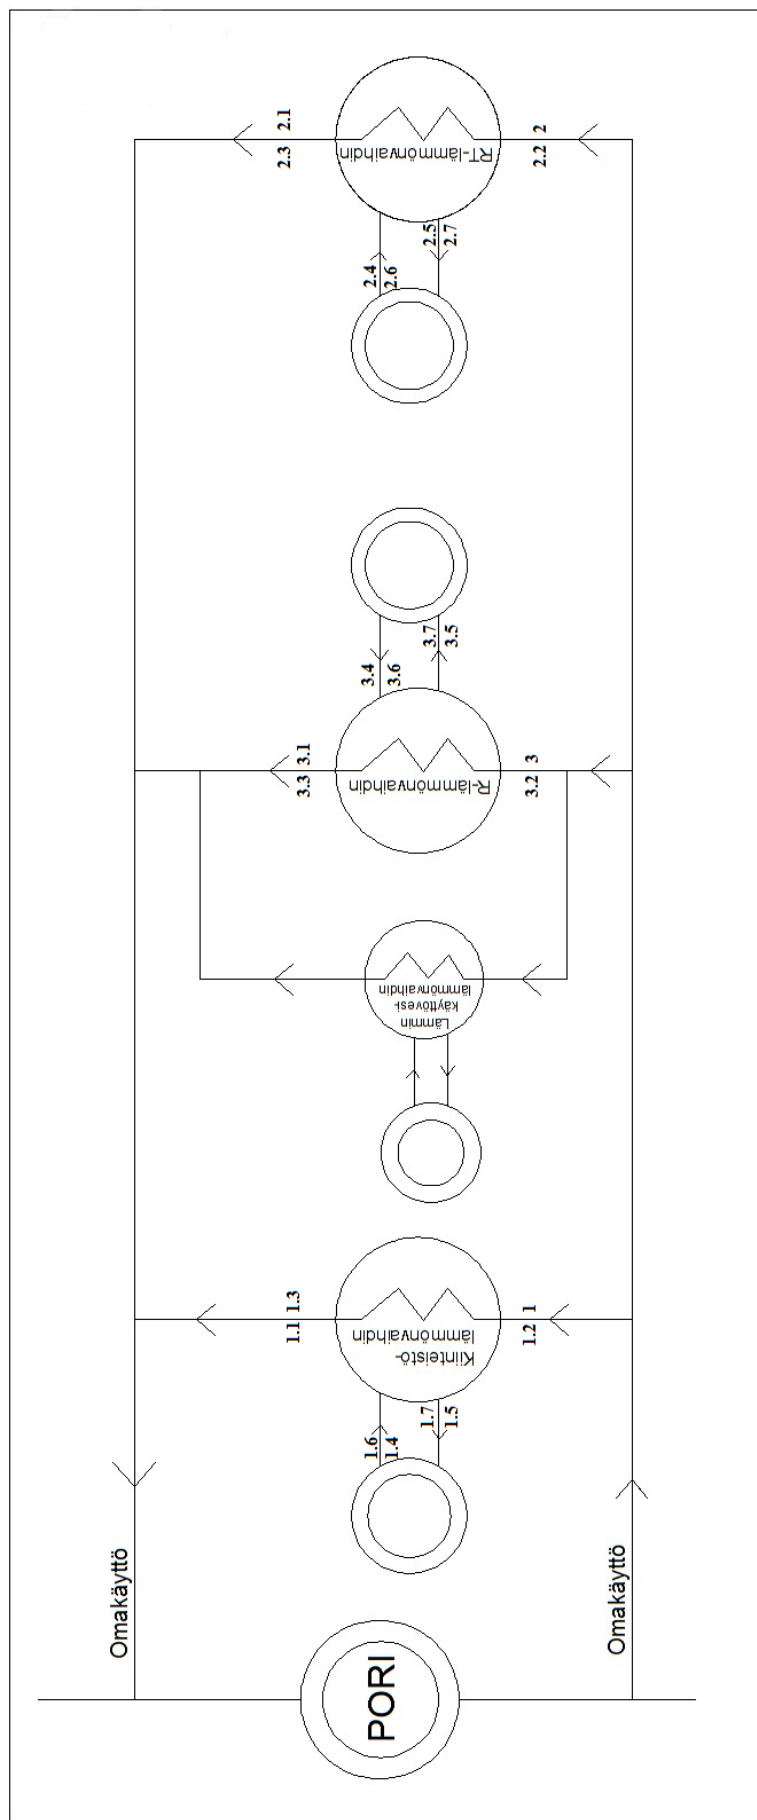 2.1
2.3
RT-lämmönvaihdin
2
2.2
2.4
2.6
2.5
2.7
3.4
3.6
3.7
3.5
3.1
3.3
R-lämmönvaihdin
3
3.2
Lämmin
käyttövesi-
lämmönvaihdin
1.3
1.1
Kiinteistö-
lämmönvaihdin
1
1.2
1.6
1.4
1.7
1.5
Omakäyttö
Omakäyttö
PORI